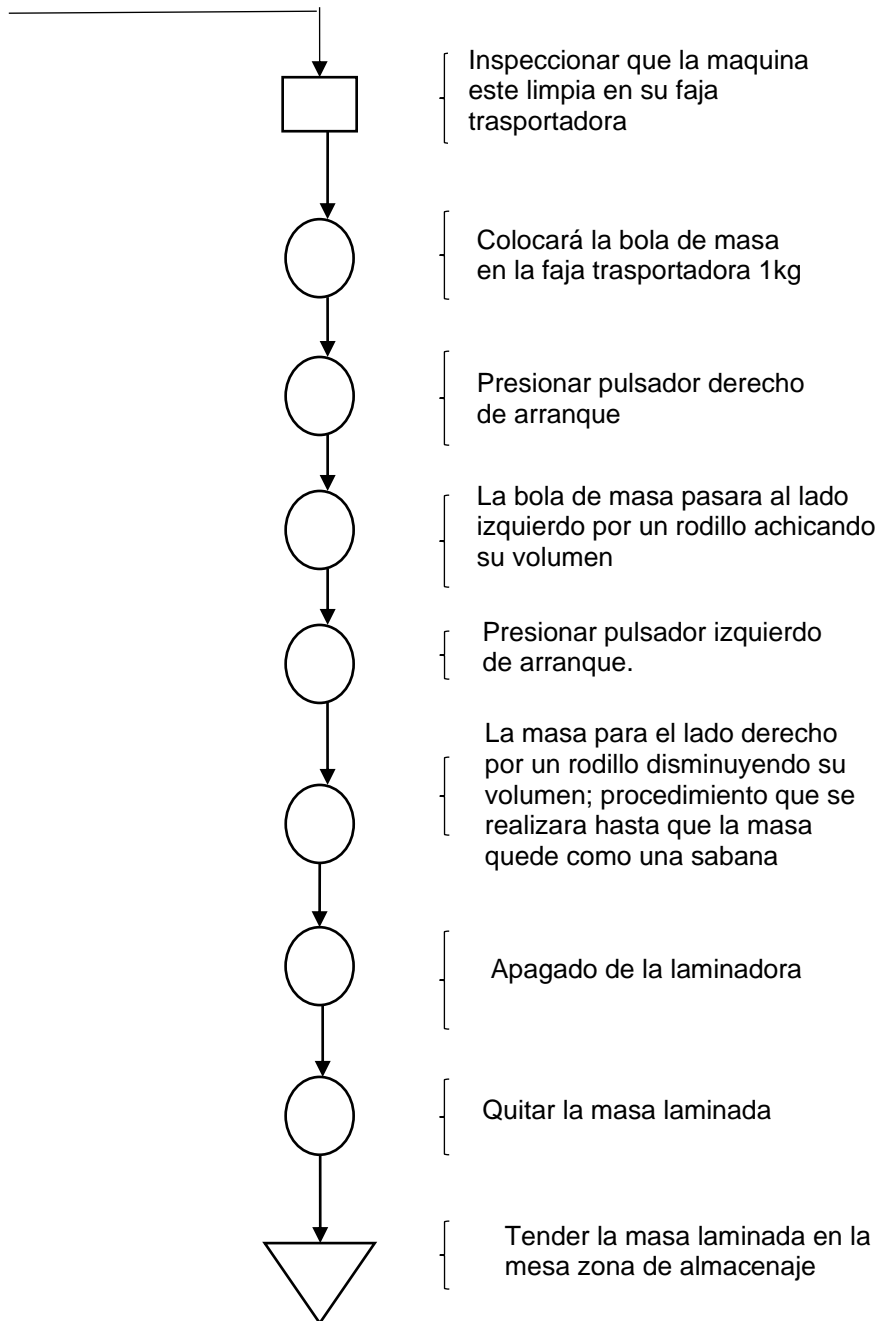 Inspeccionar que la maquina
este limpia en su faja
trasportadora
Colocará la bola de masa
en la faja trasportadora 1kg
Presionar pulsador derecho
de arranque
La bola de masa pasara al lado
izquierdo por un rodillo achicando
su volumen
Presionar pulsador izquierdo
de arranque.
La masa para el lado derecho
por un rodillo disminuyendo su
volumen; procedimiento que se
realizara hasta que la masa
quede como una sabana
Apagado de la laminadora
Quitar la masa laminada
Tender la masa laminada en la
mesa zona de almacenaje